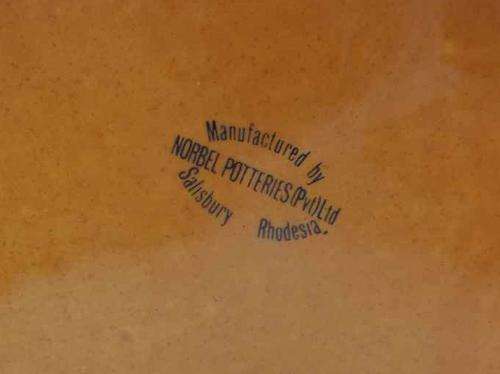 Manufactured by
NORBEL POTTERIES (Pvt) Ltd
Salisbury Rhodesia.